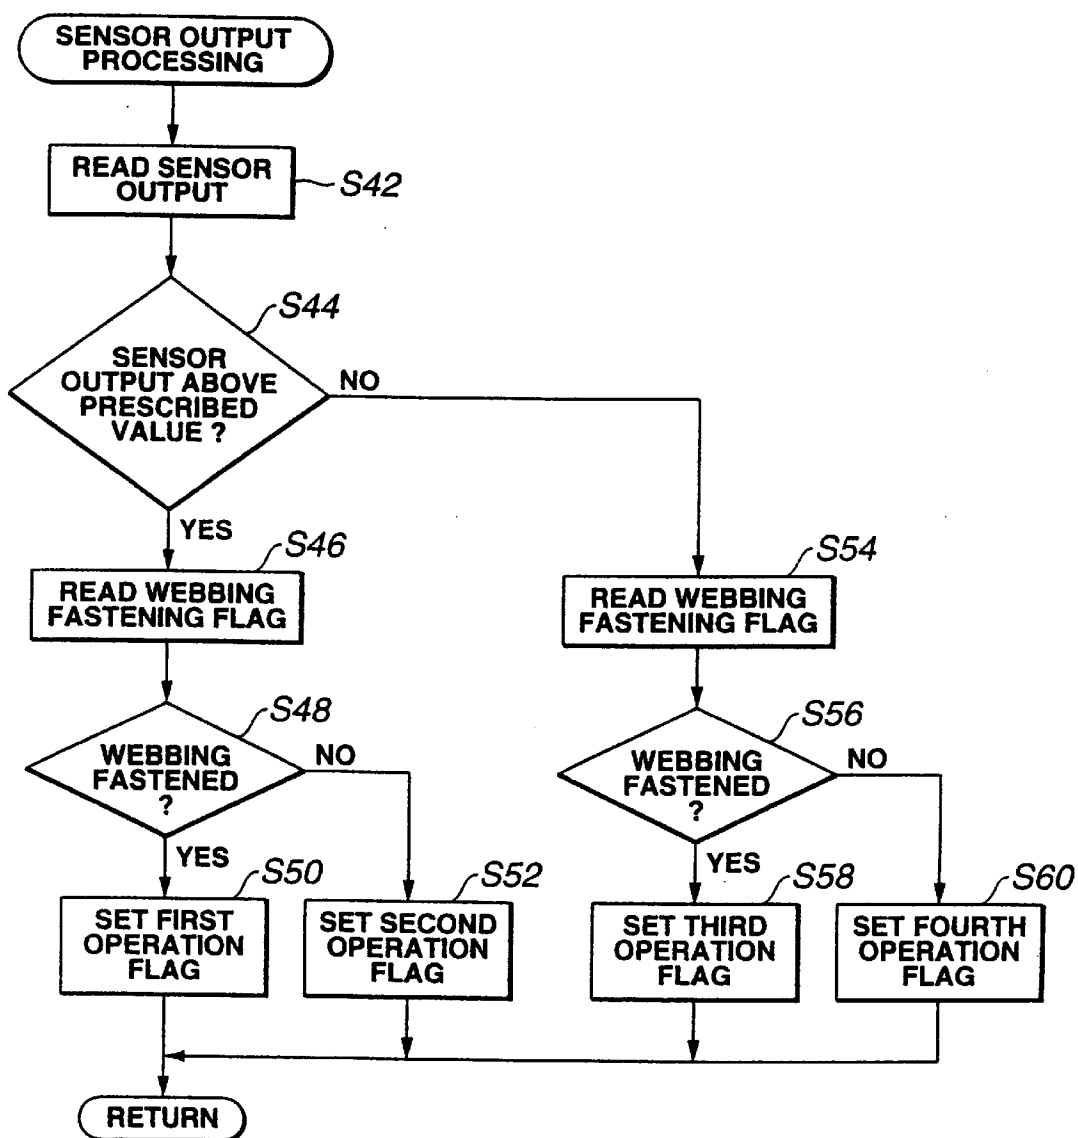 SENSOR OUTPUT
PROCESSING
READ SENSOR
OUTPUT
S42
S44
SENSOR
OUTPUT ABOVE
PRESCRIBED
VALUE ?
NO
YES
S46
READ WEBBING
FASTENING FLAG
S54
READ WEBBING
FASTENING FLAG
S48
WEBBING
FASTENED
?
NO
YES
S56
WEBBING
FASTENED
?
NO
YES
S50
SET FIRST
OPERATION
FLAG
S52
SET SECOND
OPERATION
FLAG
S58
SET THIRD
OPERATION
FLAG
S60
SET FOURTH
OPERATION
FLAG
RETURN